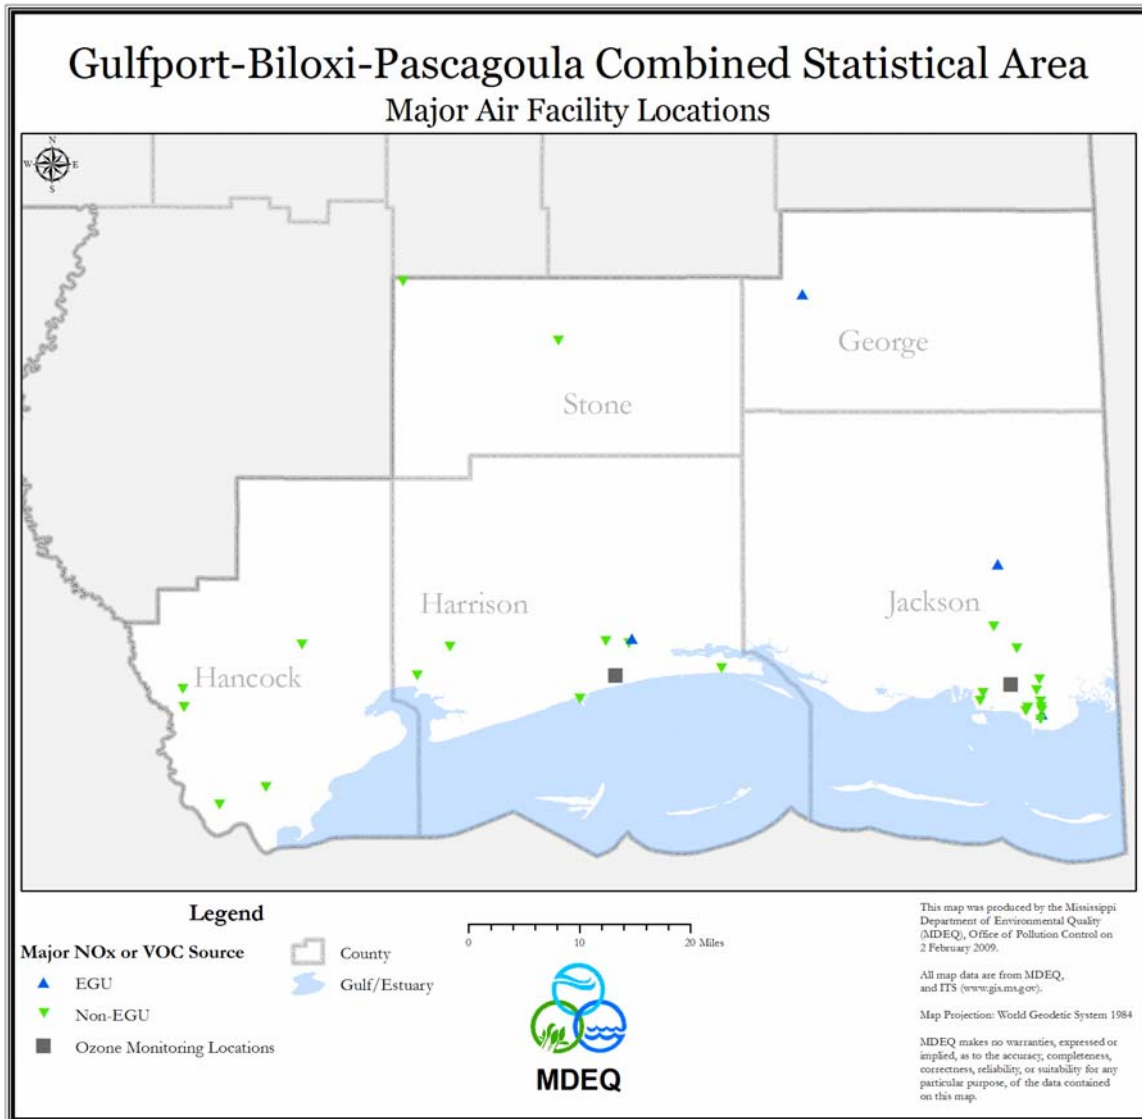 Gulfport-Biloxi-Pascagoula Combined Statistical Area
Major Air Facility Locations
N
W E
S
George
Stone
Harrison
Jackson
Hancock
Legend
Major NOx or VOC Source
EGU
Non-EGU
Ozone Monitoring Locations
County
Gulf/Estuary
0 10 20 Miles
MDEQ
This map was produced by the Mississippi
Department of Environmental Quality
(MDEQ), Office of Pollution Control on
2 February 2009.
All map data are from MDEQ,
and ITS (www.gis.ms.gov).
Map Projection: World Geodetic System 1984
MDEQ makes no warranties, expressed or
implied, as to the accuracy, completeness,
correctness, reliability, or suitability for any
particular purpose, of the data contained
on this map.